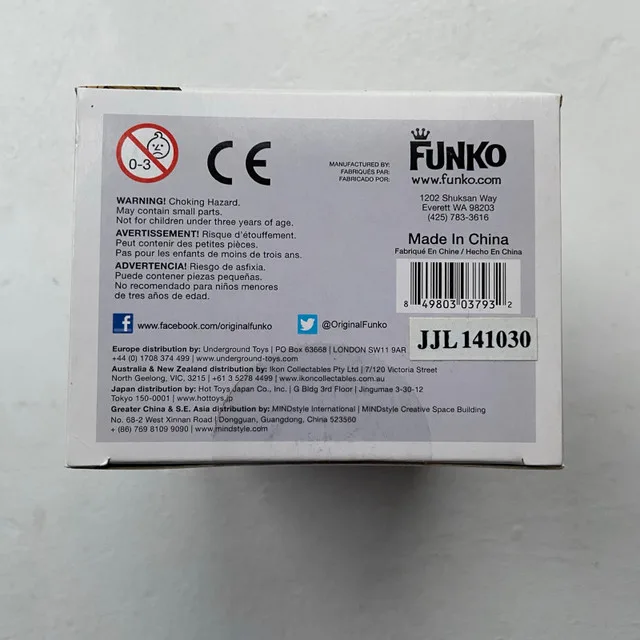 0-3
CE
MANUFACTURED BY:
FABRIQUÉS PAR:
FABRICADO POR:
FUNKO
www.funko.com
1202 Shuksan Way
Everett WA 98203
(425) 783-3616
Made In China
Fabriqué En Chine / Hecho En China
8 49803 03793 2
JJL 141030
WARNING! Choking Hazard.
May contain small parts.
Not for children under three years of age.
AVERTISSEMENT! Risque d'étouffement.
Peut contenir des petites pièces.
Pas pour les enfants de moins de trois ans.
ADVERTENCIA! Riesgo de asfixia.
Puede contener piezas pequeñas.
No recomendado para niños menores
de tres años de edad.
f www.facebook.com/originalfunko
@OriginalFunko
Europe distribution by: Underground Toys | PO Box 63668 | LONDON SW11 9AR
+44 (0) 1708 374 499 | www.underground-toys.com
Australia & New Zealand distribution by: Ikon Collectables Pty Ltd | 7/120 Victoria Street
North Geelong, VIC, 3215 | +61 3 5278 4499 | www.ikoncollectables.com
Japan distribution by: Hot Toys Japan Co., Inc. | G Bldg 3rd Floor | Jingumae 3-30-12
Tokyo 150-0001 | www.hottoys.jp
Greater China & S.E. Asia distribution by: MINDstyle International | MINDstyle Creative Space Building
No. 68-2 West Xinnan Road | Dongguan, Guangdong, China 523560
+ (86) 769 8109 9090 | www.mindstyle.com